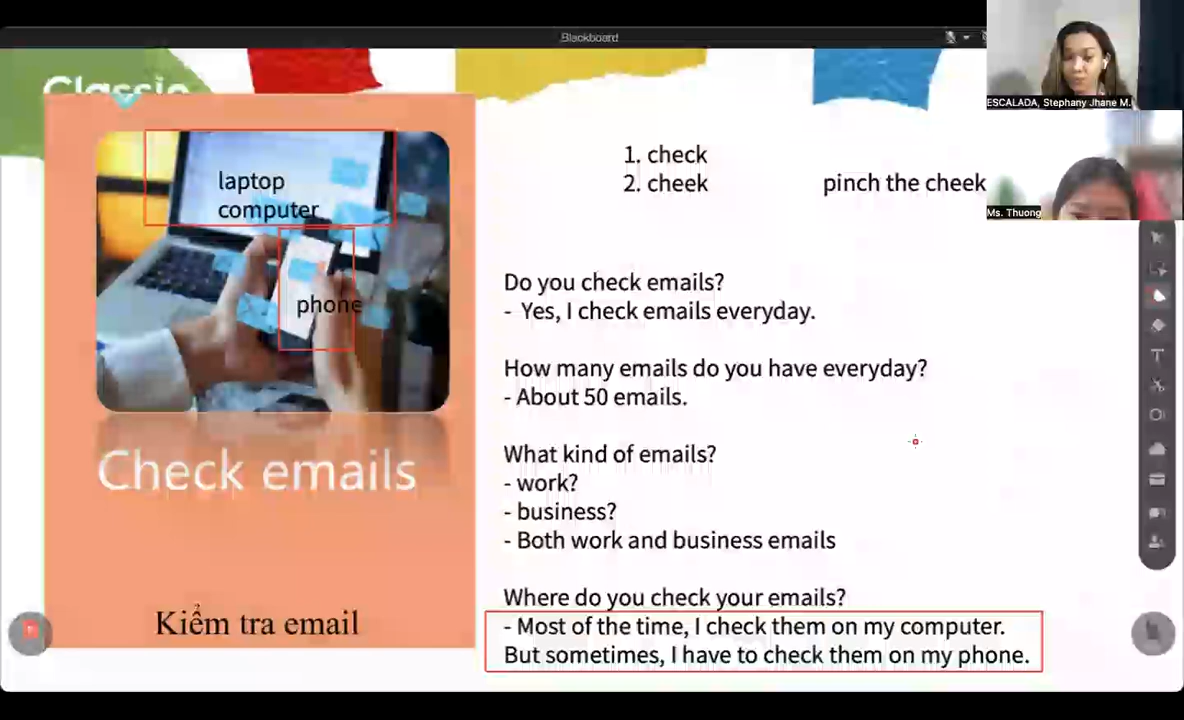 Blackboard
Classic
ESCALADA, Stephany Jhane M.
Ms. Thuong
laptop
computer
phone
Check emails
Kiểm tra email
1. check
2. cheek
pinch the cheek
Do you check emails?
- Yes, I check emails everyday.
How many emails do you have everyday?
- About 50 emails.
What kind of emails?
- work?
- business?
- Both work and business emails
Where do you check your emails?
- Most of the time, I check them on my computer.
But sometimes, I have to check them on my phone.